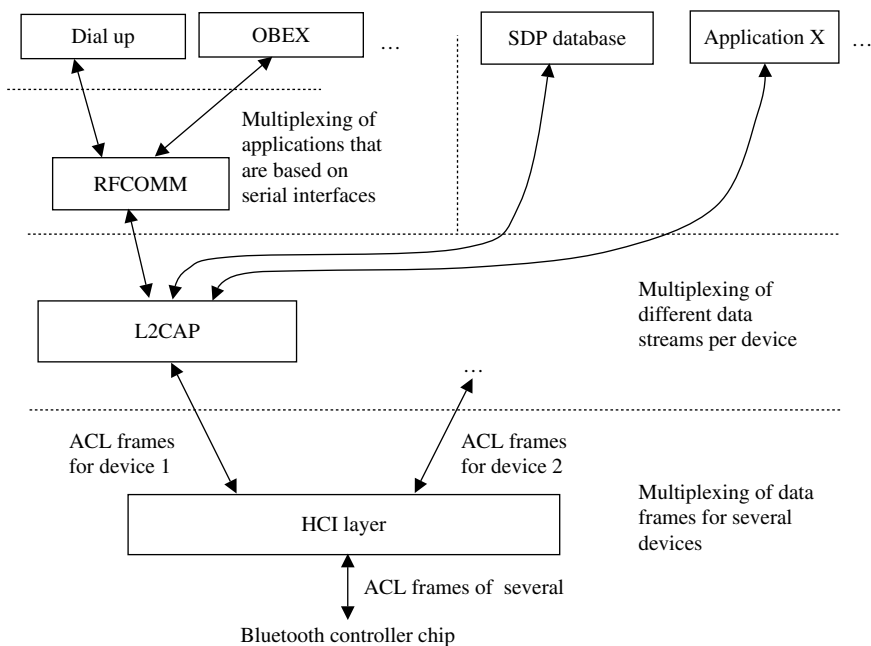 Dial up
OBEX
…
SDP database
Application X
…
Multiplexing of
applications that
are based on
serial interfaces
RFCOMM
Multiplexing of
different data
streams per device
L2CAP
…
ACL frames
for device 1
ACL frames
for device 2
Multiplexing of data
frames for several
devices
HCI layer
ACL frames of several
Bluetooth controller chip